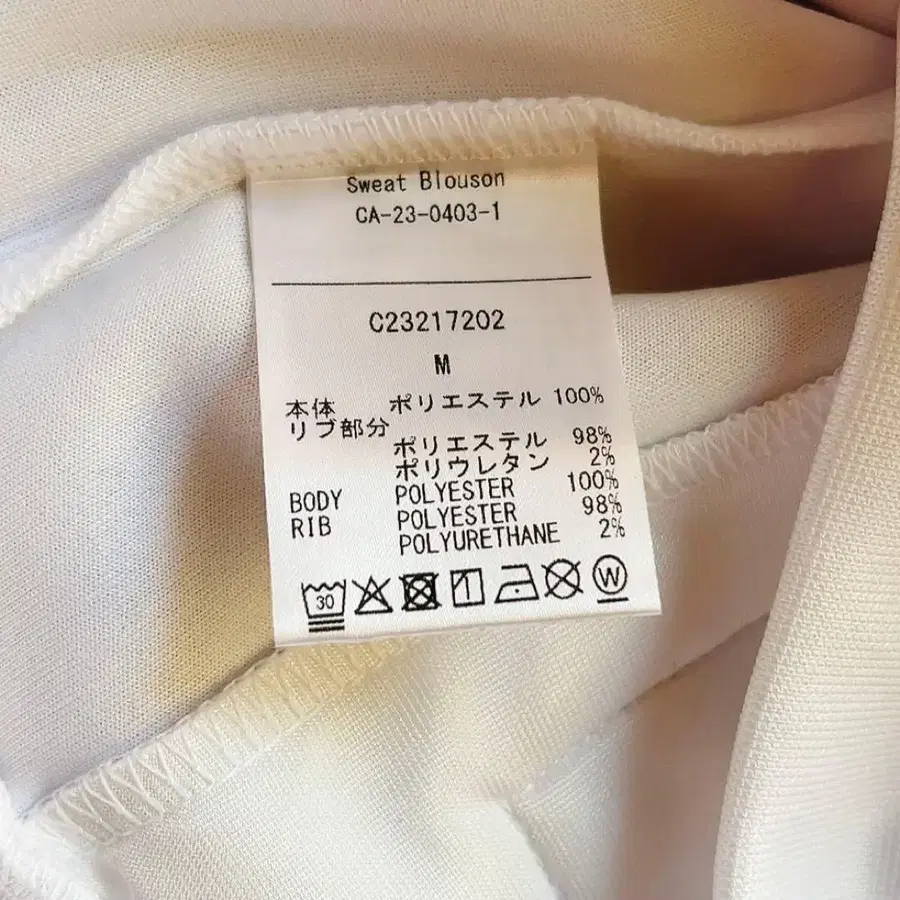 Sweat Blouson
CA-23-0403-1
C23217202
M
本体 ポリエステル 100%
リブ部分
ポリエステル 98%
ポリウレタン 2%
BODY POLYESTER 100%
RIB POLYESTER 98%
POLYURETHANE 2%
30 W